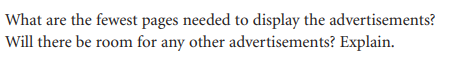 What are the fewest pages needed to display the advertisements?
Will there be room for any other advertisements? Explain.